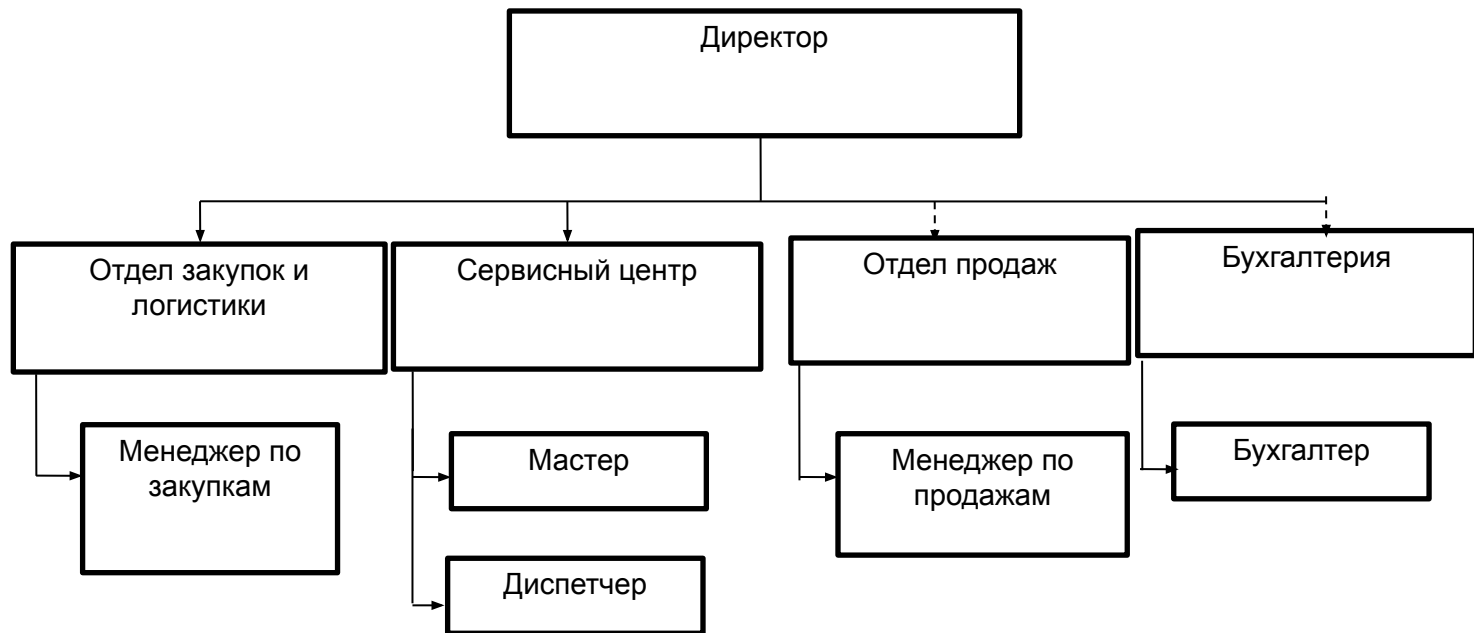 Директор
Отдел закупок и
логистики
Сервисный центр
Отдел продаж
Бухгалтерия
Менеджер по
закупкам
Мастер
Диспетчер
Менеджер по
продажам
Бухгалтер